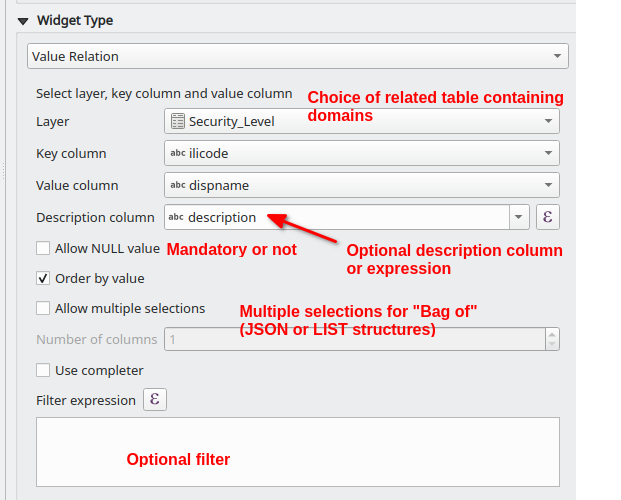 Widget Type
Value Relation
Select layer, key column and value column
Choice of related table containing
domains
Layer
Security_Level
Key column
abc ilicode
Value column
abc dispname
Description column
abc description
ε
Allow NULL value
Mandatory or not
Optional description column
or expression
Order by value
Allow multiple selections
Multiple selections for "Bag of"
(JSON or LIST structures)
Number of columns
1
Use completer
Filter expression
ε
Optional filter